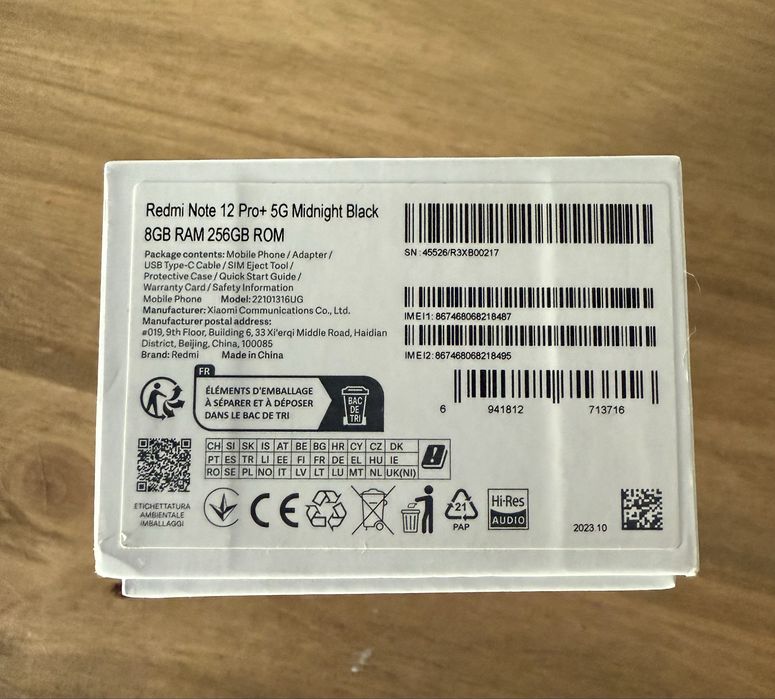 Redmi Note 12 Pro+ 5G Midnight Black
8GB RAM 256GB ROM
Package contents: Mobile Phone / Adapter /
USB Type-C Cable / SIM Eject Tool /
Protective Case / Quick Start Guide /
Warranty Card / Safety Information
Mobile Phone Model: 22101316UG
Manufacturer: Xiaomi Communications Co., Ltd.
Manufacturer postal address:
#019, 9th Floor, Building 6, 33 Xi'erqi Middle Road, Haidian
District, Beijing, China, 100085
Brand: Redmi Made in China
SN : 45526/R3XB00217
IMEI1: 867468068218487
IMEI2: 867468068218495
6 941812 713716
FR
ÉLÉMENTS D'EMBALLAGE
À SÉPARER ET À DÉPOSER
DANS LE BAC DE TRI
BAC
DE
TRI
CH SI SK IS AT BE BG HR CY CZ DK
PT ES TR LI EE FI FR DE EL HU IE
RO SE PL NO IT LV LT LU MT NL UK(NI)
ETICHETTATURA
AMBIENTALE
IMBALLAGGI
CE
21
PAP
Hi-Res
AUDIO
2023.10